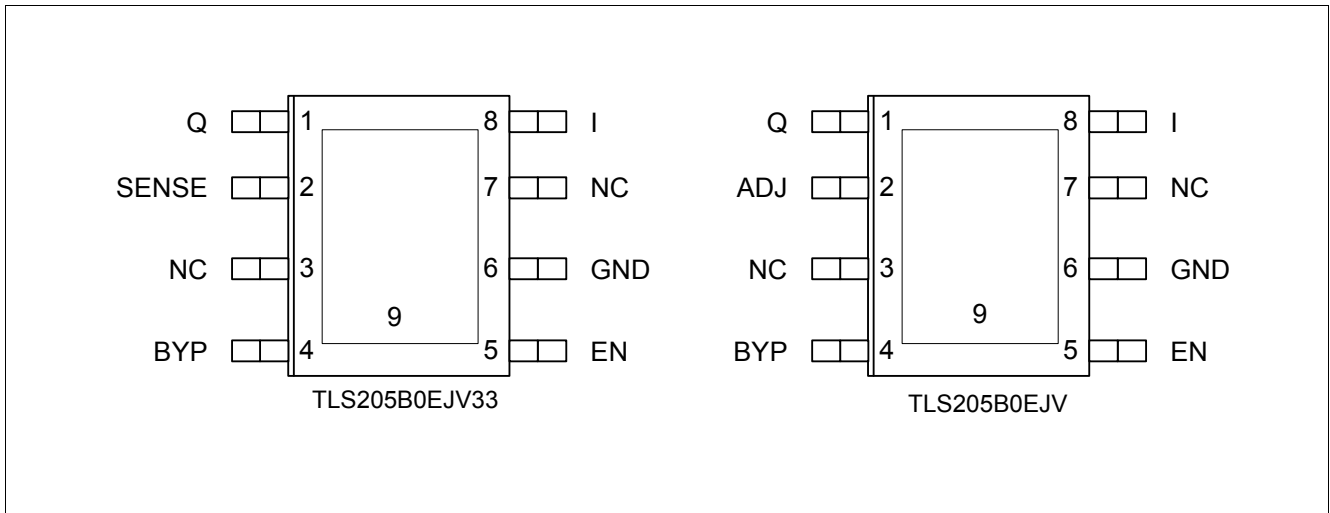 Q 1 8 I
SENSE 2 7 NC
NC 3 6 GND
9
BYP 4 5 EN
TLS205B0EJV33
Q 1 8 I
ADJ 2 7 NC
NC 3 6 GND
9
BYP 4 5 EN
TLS205B0EJV